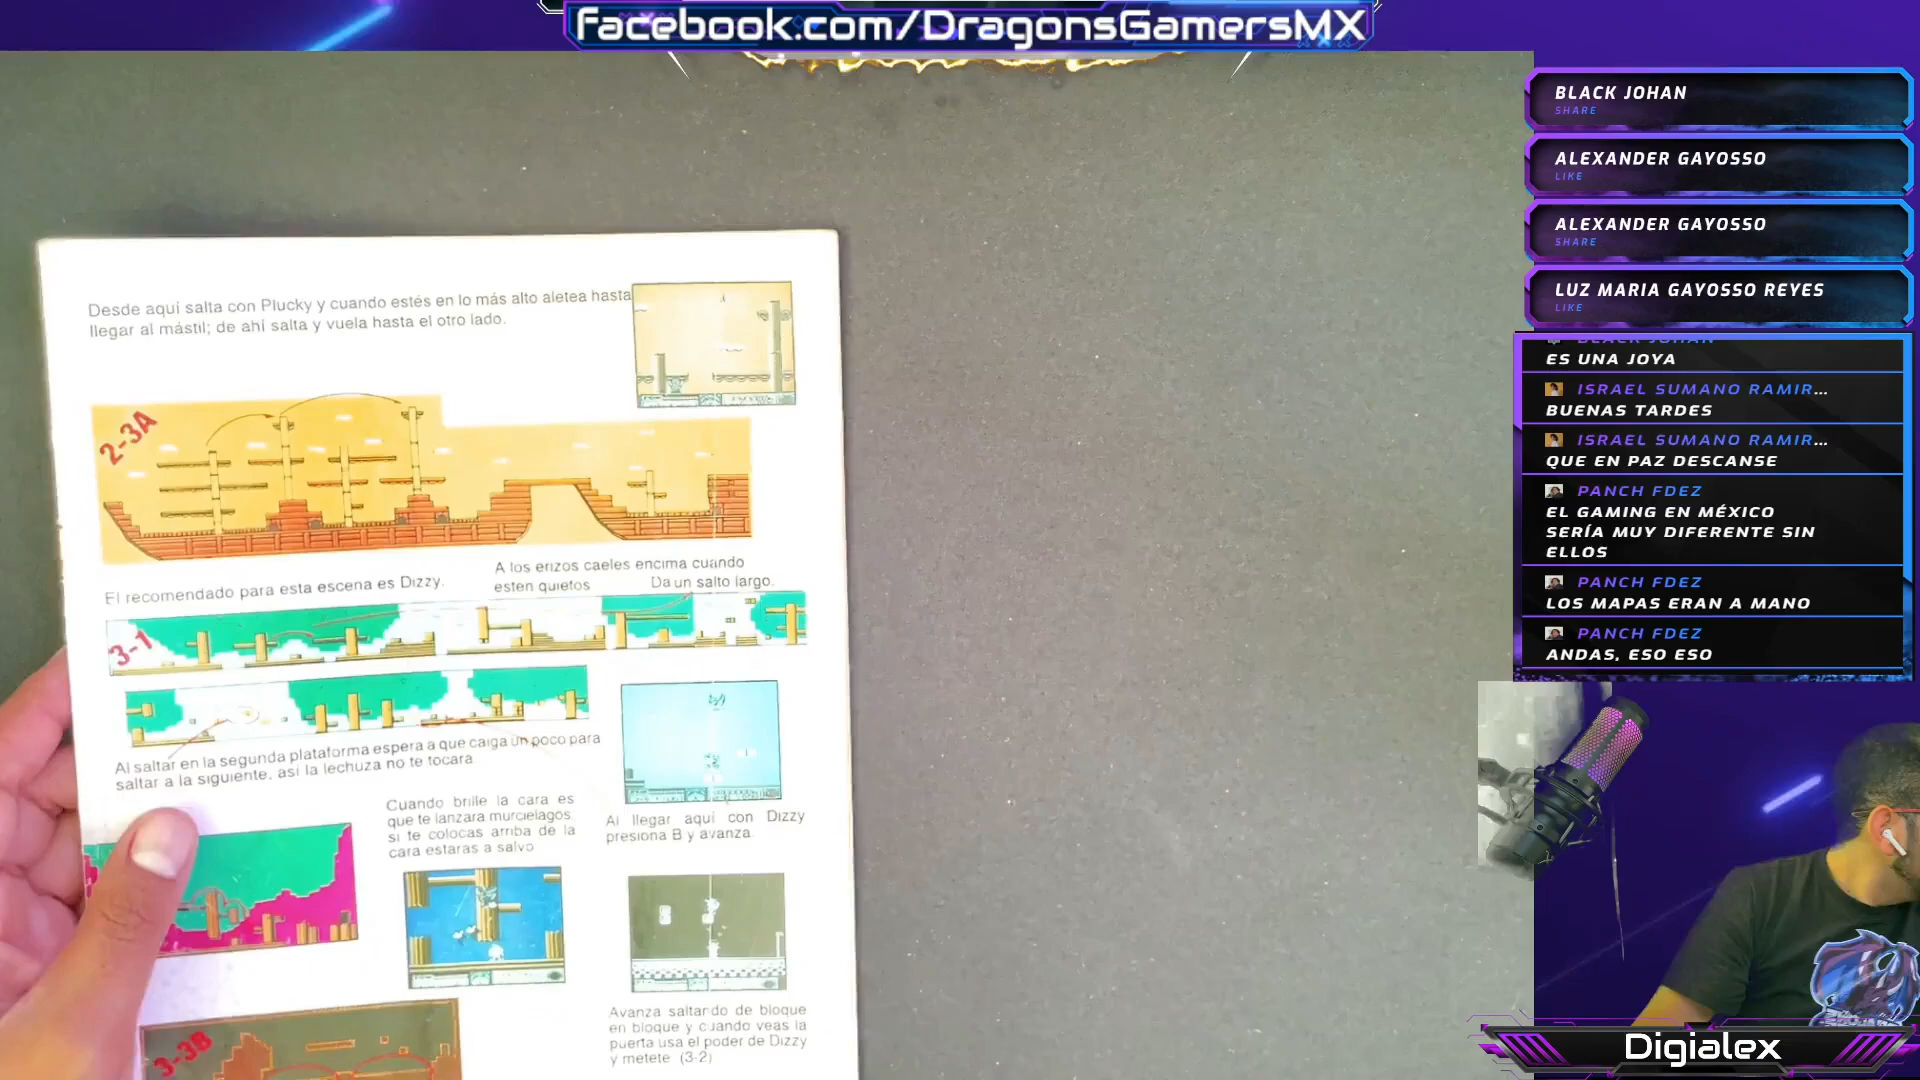 facebook.com/DragonsGamersMX
Desde aquí salta con Plucky y cuando estés en lo más alto aletea hasta
llegar al mástil; de ahí salta y vuela hasta el otro lado.
2-3A
El recomendado para esta escena es Dizzy.
A los erizos caeles encima cuando
esten quietos
Da un salto largo.
3-1
Al saltar en la segunda plataforma espera a que caiga un poco para
saltar a la siguiente, así la lechuza no te tocara
Cuando brille la cara es
que te lanzara murcielagos
si te colocas arriba de la
cara estaras a salvo
Al llegar aquí con Dizzy
presiona B y avanza.
Avanza saltando de bloque
en bloque y cuando veas la
puerta usa el poder de Dizzy
y metete (3-2)
3-3B
BLACK JOHAN
SHARE
ALEXANDER GAYOSSO
LIKE
ALEXANDER GAYOSSO
SHARE
LUZ MARIA GAYOSSO REYES
LIKE
BLACK JOHAN
ES UNA JOYA
ISRAEL SUMANO RAMIR...
BUENAS TARDES
ISRAEL SUMANO RAMIR...
QUE EN PAZ DESCANSE
PANCH FDEZ
EL GAMING EN MÉXICO
SERÍA MUY DIFERENTE SIN
ELLOS
PANCH FDEZ
LOS MAPAS ERAN A MANO
PANCH FDEZ
ANDAS, ESO ESO
Digialex